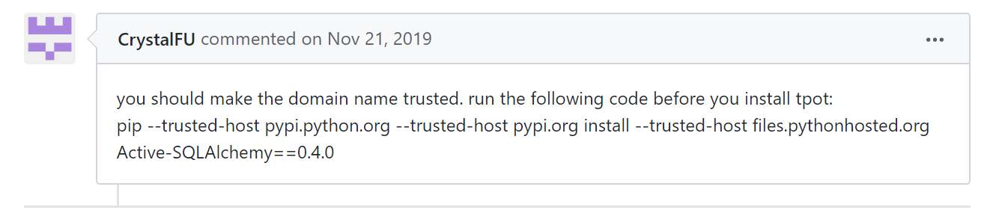 CrystalFU commented on Nov 21, 2019
you should make the domain name trusted. run the following code before you install tpot:
pip --trusted-host pypi.python.org --trusted-host pypi.org install --trusted-host files.pythonhosted.org
Active-SQLAlchemy==0.4.0